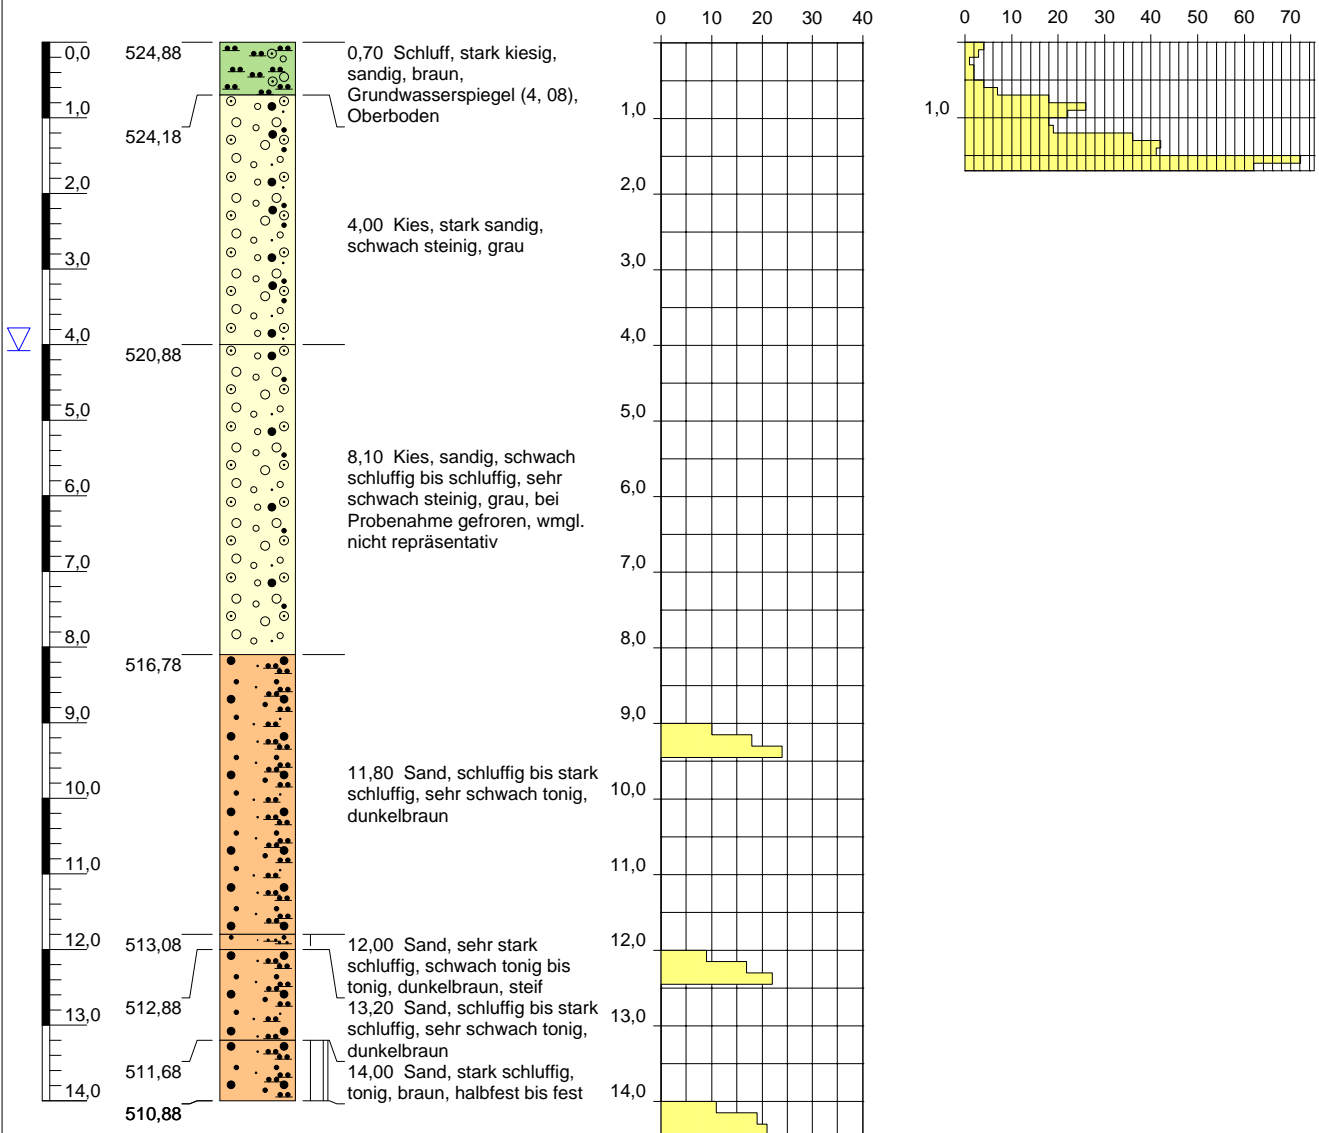 0 10 20 30 40
0 10 20 30 40 50 60 70
0,0
1,0
2,0
3,0
4,0
5,0
6,0
7,0
8,0
9,0
10,0
11,0
12,0
13,0
14,0
524,88
524,18
520,88
516,78
513,08
512,88
511,68
510,88
0,70 Schluff, stark kiesig,
sandig, braun,
Grundwasserspiegel (4, 08),
Oberboden
4,00 Kies, stark sandig,
schwach steinig, grau
8,10 Kies, sandig, schwach
schluffig bis schluffig, sehr
schwach steinig, grau, bei
Probenahme gefroren, wmgl.
nicht repräsentativ
11,80 Sand, schluffig bis stark
schluffig, sehr schwach tonig,
dunkelbraun
12,00 Sand, sehr stark
schluffig, schwach tonig bis
tonig, dunkelbraun, steif
13,20 Sand, schluffig bis stark
schluffig, sehr schwach tonig,
dunkelbraun
14,00 Sand, stark schluffig,
tonig, braun, halbfest bis fest
1,0
2,0
3,0
4,0
5,0
6,0
7,0
8,0
9,0
10,0
11,0
12,0
13,0
14,0
1,0